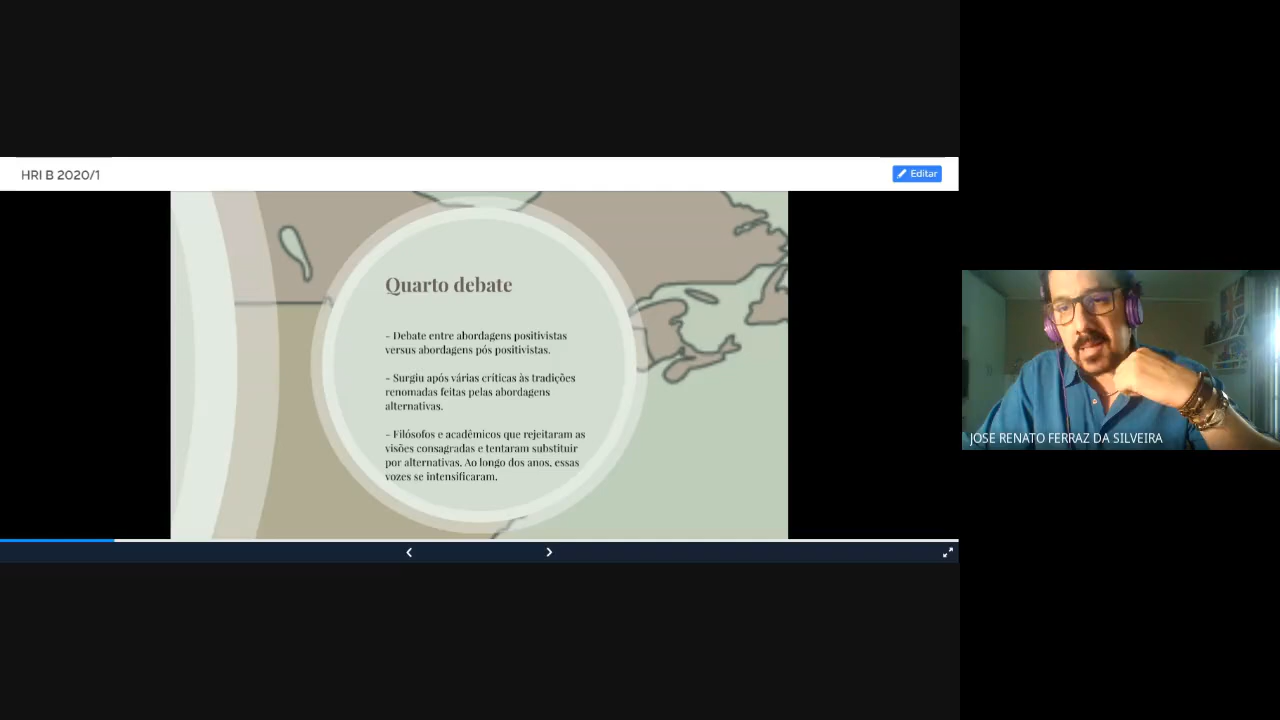 HRI B 2020/1
Editar
Quarto debate
- Debate entre abordagens positivistas
versus abordagens pós positivistas.
- Surgiu após várias críticas às tradições
renomadas feitas pelas abordagens
alternativas.
- Filósofos e acadêmicos que rejeitaram as
visões consagradas e tentaram substituir
por alternativas. Ao longo dos anos, essas
vozes se intensificaram.
JOSE RENATO FERRAZ DA SILVEIRA